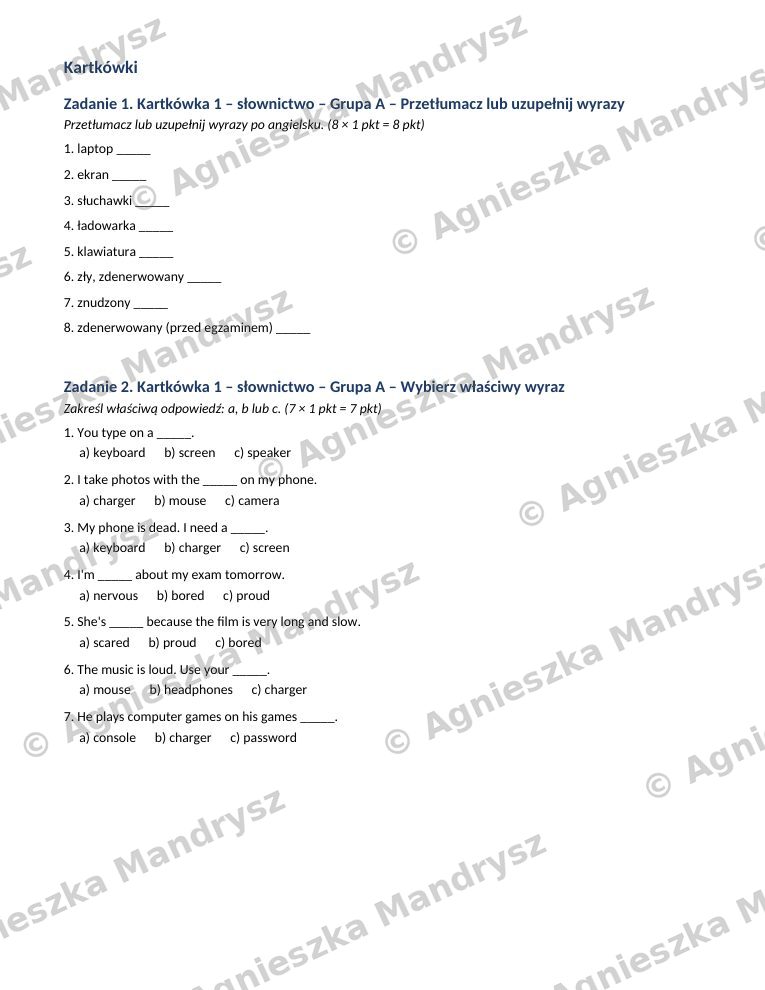 Kartkówki
Zadanie 1. Kartkówka 1 – słownictwo – Grupa A – Przetłumacz lub uzupełnij wyrazy
Przetłumacz lub uzupełnij wyrazy po angielsku. (8 × 1 pkt = 8 pkt)
1. laptop _____
2. ekran _____
3. słuchawki _____
4. ładowarka _____
5. klawiatura _____
6. zły, zdenerwowany _____
7. znudzony _____
8. zdenerwowany (przed egzaminem) _____
Zadanie 2. Kartkówka 1 – słownictwo – Grupa A – Wybierz właściwy wyraz
Zakreśl właściwą odpowiedź: a, b lub c. (7 × 1 pkt = 7 pkt)
1. You type on a _____.
a) keyboard b) screen c) speaker
2. I take photos with the _____ on my phone.
a) charger b) mouse c) camera
3. My phone is dead. I need a _____.
a) keyboard b) charger c) screen
4. I'm _____ about my exam tomorrow.
a) nervous b) bored c) proud
5. She's _____ because the film is very long and slow.
a) scared b) proud c) bored
6. The music is loud. Use your _____.
a) mouse b) headphones c) charger
7. He plays computer games on his games _____.
a) console b) charger c) password
© Agnieszka Mandrysz